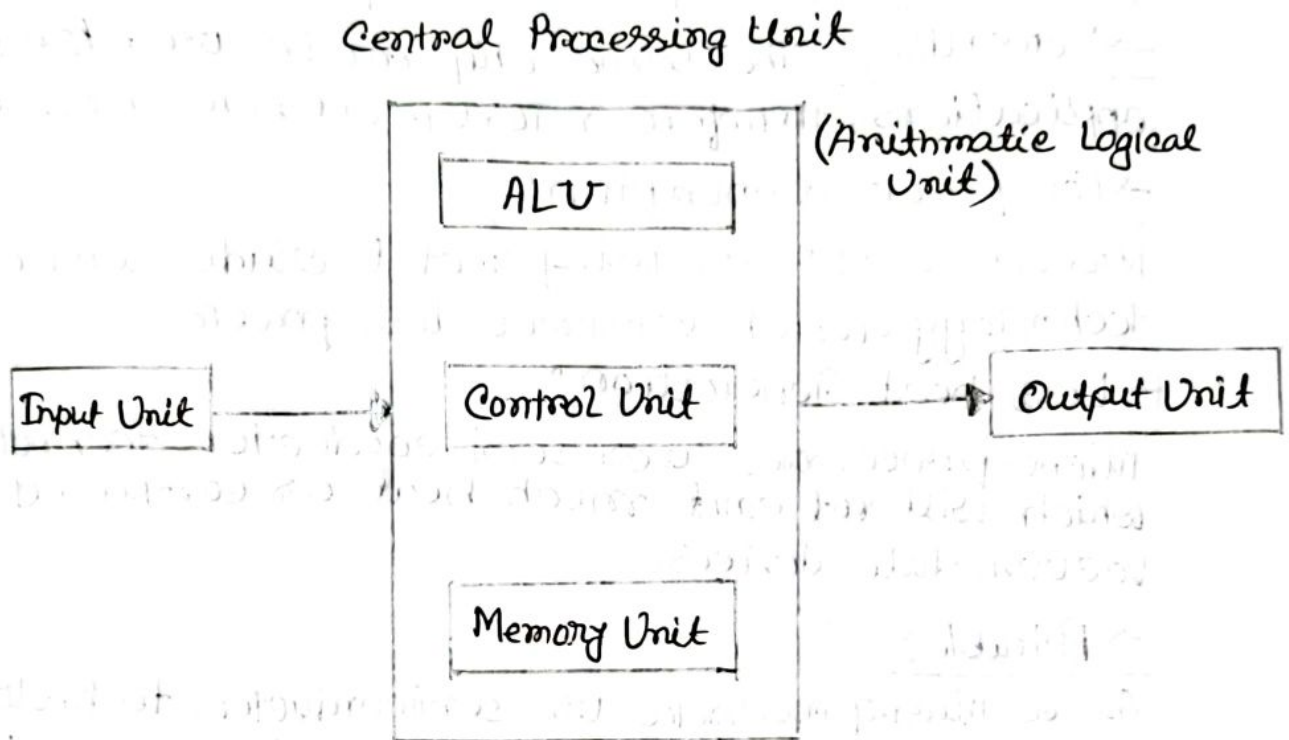 Central Processing Unit
(Arithmatic Logical
Unit)
ALU
Input Unit
Control Unit
Output Unit
Memory Unit